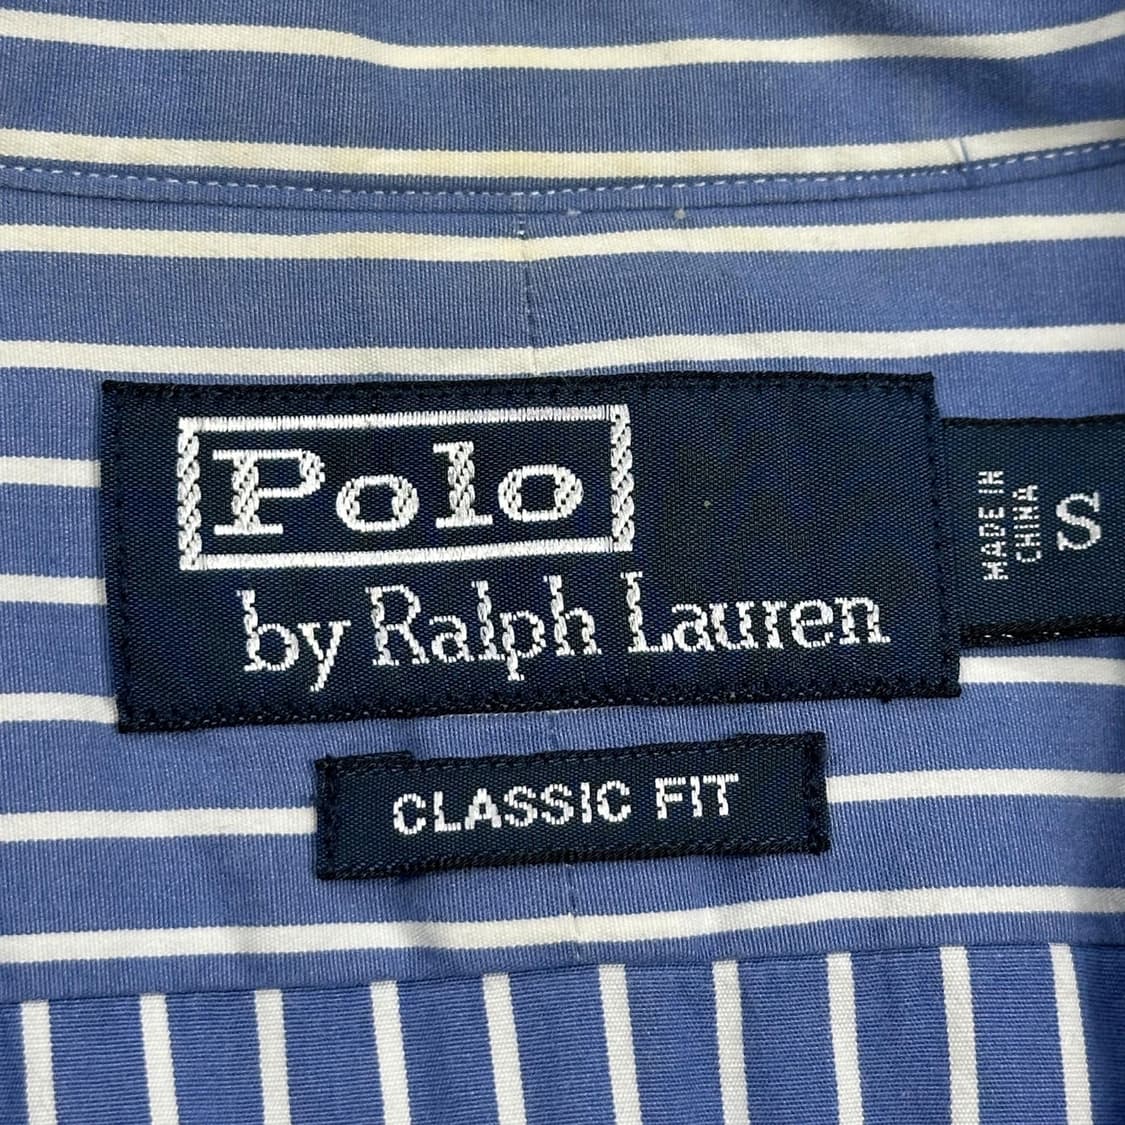 Polo
by Ralph Lauren
MADE IN
CHINA
S
CLASSIC FIT